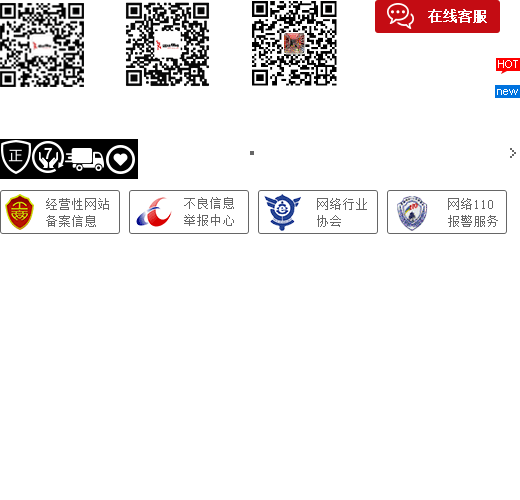 在线客服
HOT
new
正
7
经营性网站
备案信息
不良信息
举报中心
网络行业
协会
网络110
报警服务